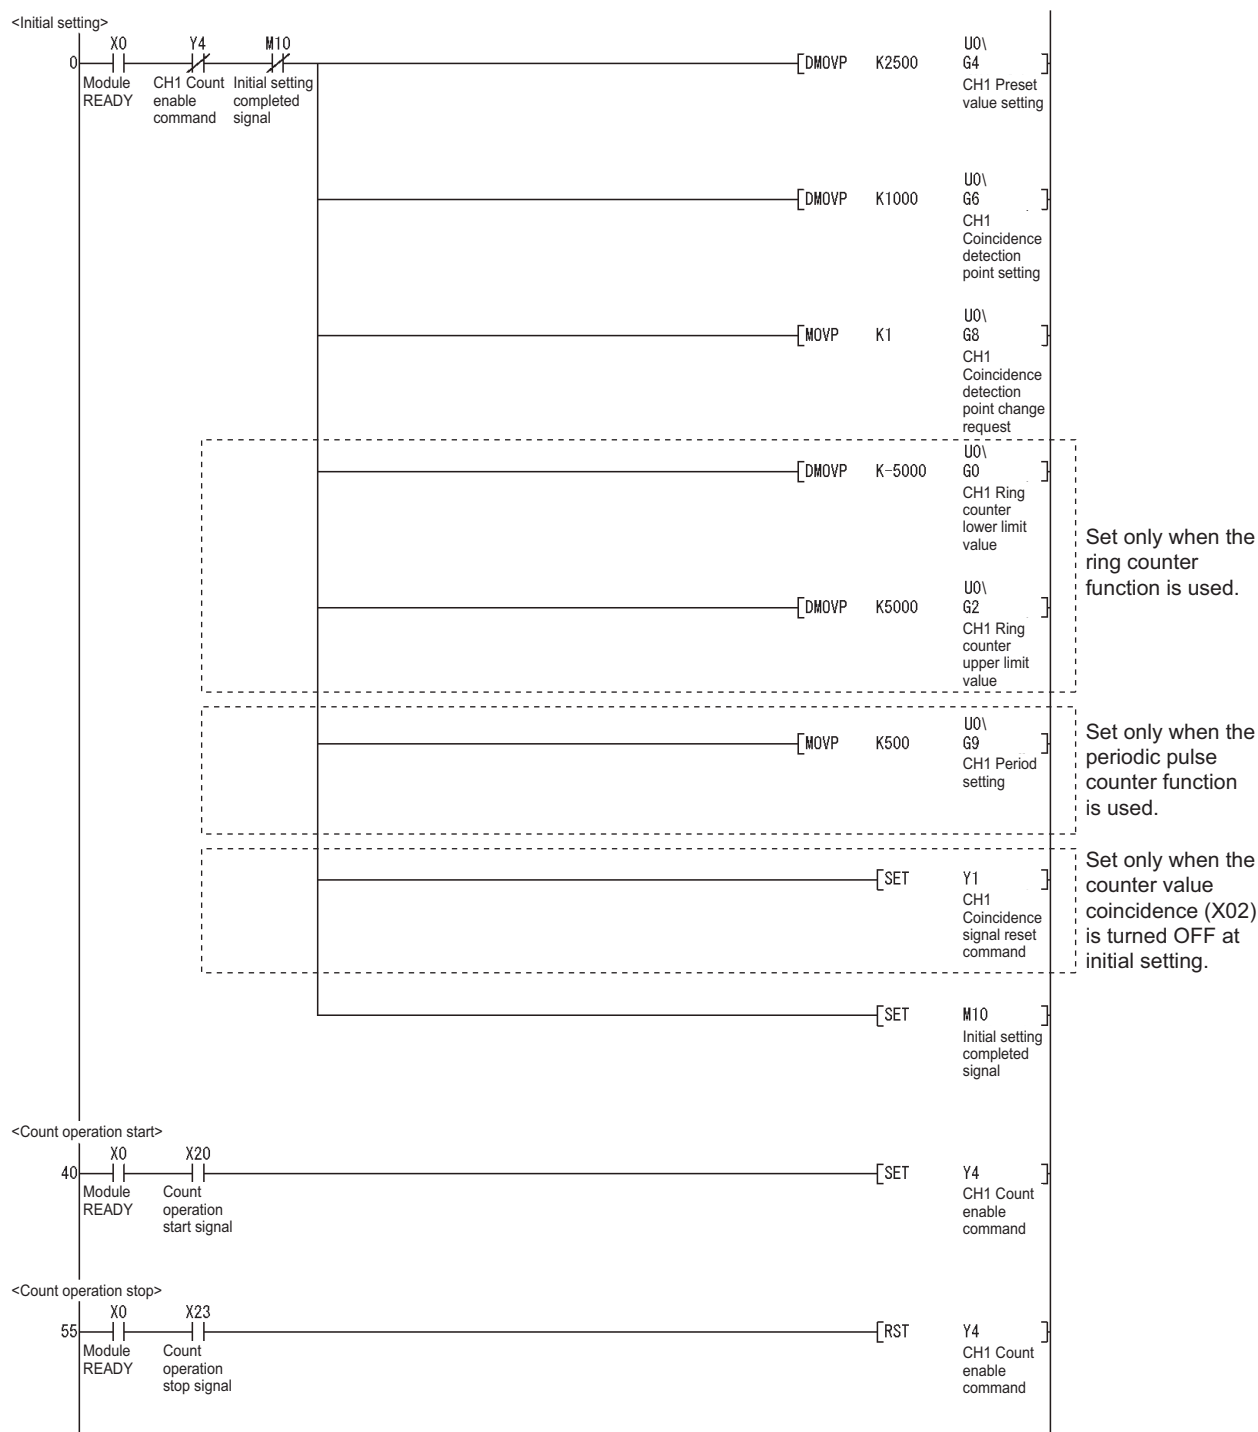 <Initial setting>
X0 Y4 M10 U0\
0 [DMOVP K2500 G4 ]
Module READY
CH1 Count enable command
Initial setting completed signal
CH1 Preset value setting
U0\
[DMOVP K1000 G6 ]
CH1
Coincidence
detection
point setting
U0\
[MOVP K1 G8 ]
CH1
Coincidence
detection
point change
request
U0\
[DMOVP K-5000 G0 ]
CH1 Ring
counter
lower limit
value
Set only when the
ring counter
function is used.
U0\
[DMOVP K5000 G2 ]
CH1 Ring
counter
upper limit
value
U0\
[MOVP K500 G9 ]
CH1 Period
setting
Set only when the
periodic pulse
counter function
is used.
[SET Y1 ]
CH1
Coincidence
signal reset
command
Set only when the
counter value
coincidence (X02)
is turned OFF at
initial setting.
[SET M10 ]
Initial setting
completed
signal
<Count operation start>
X0 X20
40 [SET Y4 ]
Module READY
Count operation start signal
CH1 Count
enable
command
<Count operation stop>
X0 X23
55 [RST Y4 ]
Module READY
Count operation stop signal
CH1 Count
enable
command